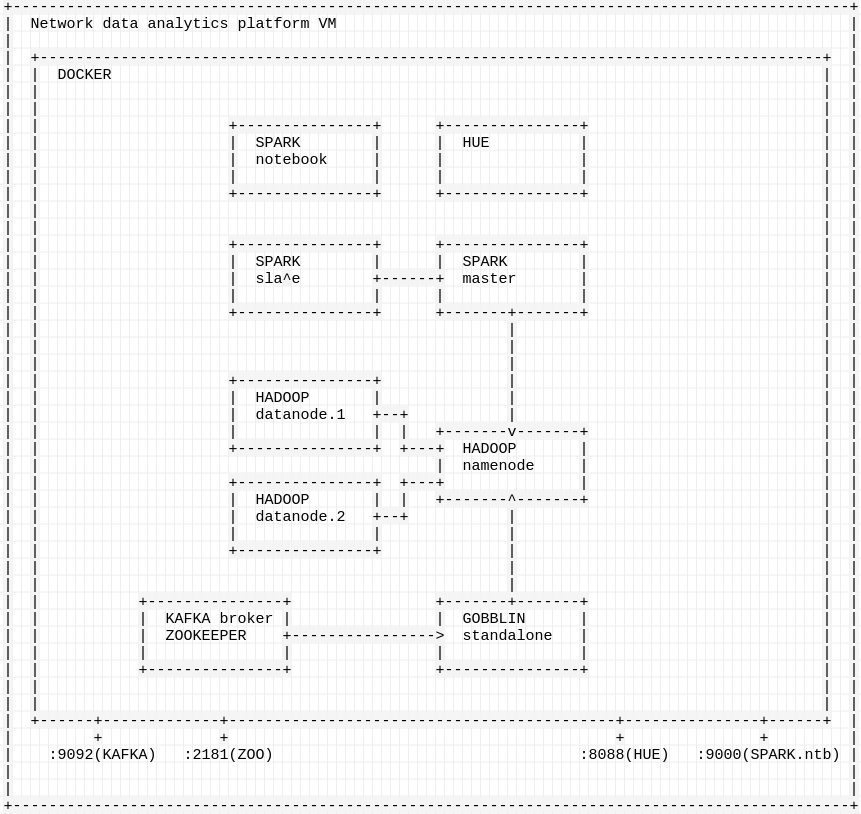 Network data analytics platform VM
DOCKER
SPARK
notebook
HUE
SPARK
sla^e
SPARK
master
HADOOP
datanode.1
HADOOP
namenode
HADOOP
datanode.2
KAFKA broker
ZOOKEEPER
GOBBLIN
standalone
:9092(KAFKA) :2181(ZOO) :8088(HUE) :9000(SPARK.ntb)